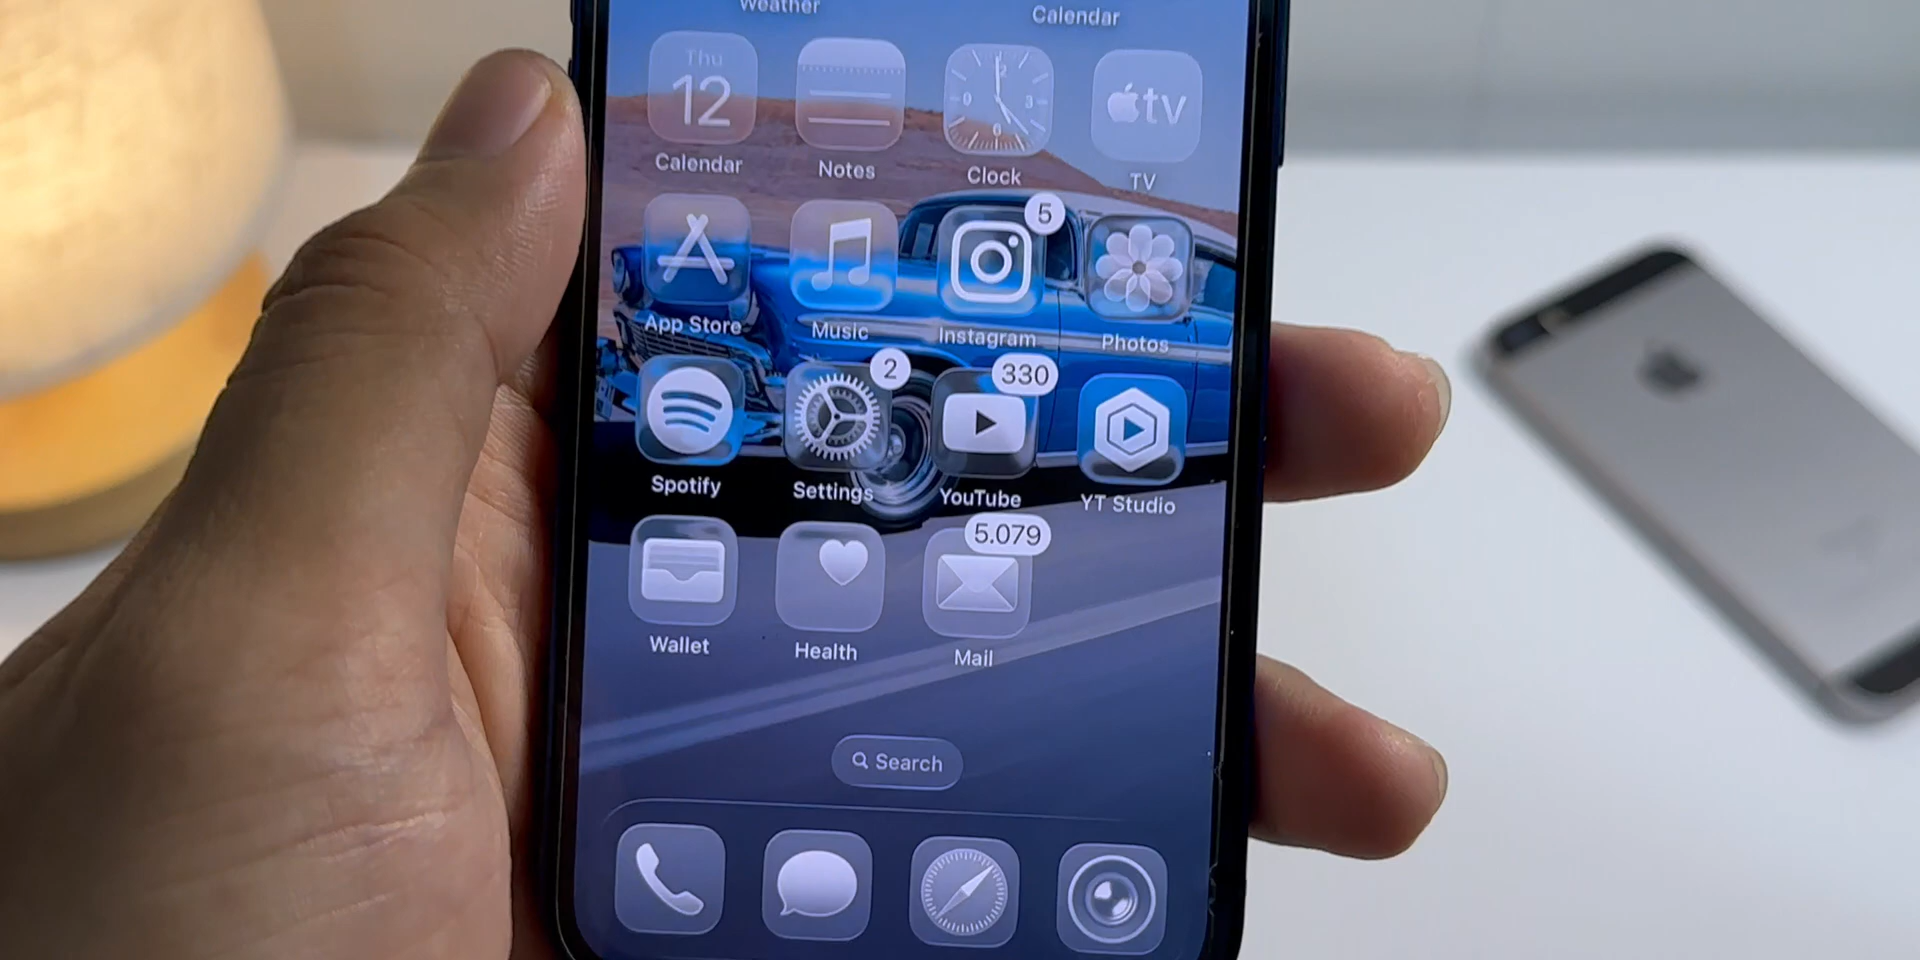 Weather Calendar
Thu
12
tv
Calendar Notes Clock TV
5
App Store Music Instagram Photos
2 330
Spotify Settings YouTube YT Studio
5.079
Wallet Health Mail
Search